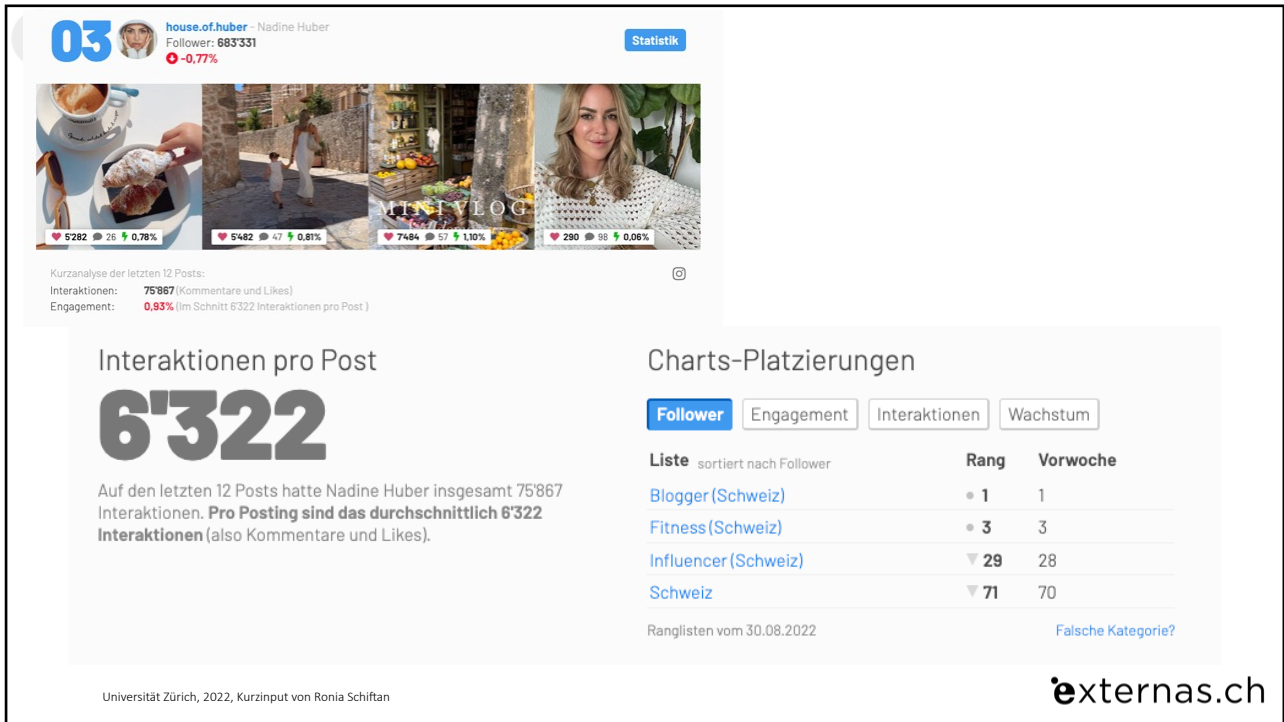 03
house.of.huber - Nadine Huber
Follower: 683'331
-0,77%
Statistik
MINI VLOG
5'282 26 0,78%
5'482 47 0,81%
7'484 57 1,10%
290 98 0,06%
Kurzanalyse der letzten 12 Posts:
Interaktionen: 75'867 (Kommentare und Likes)
Engagement: 0,93% (Im Schnitt 6'322 Interaktionen pro Post )
Interaktionen pro Post
6'322
Auf den letzten 12 Posts hatte Nadine Huber insgesamt 75'867
Interaktionen. Pro Posting sind das durchschnittlich 6'322
Interaktionen (also Kommentare und Likes).
Charts-Platzierungen
Follower Engagement Interaktionen Wachstum
Liste sortiert nach Follower Rang Vorwoche
Blogger (Schweiz) 1 1
Fitness (Schweiz) 3 3
Influencer (Schweiz) 29 28
Schweiz 71 70
Ranglisten vom 30.08.2022 Falsche Kategorie?
Universität Zürich, 2022, Kurzinput von Ronia Schiftan
externas.ch